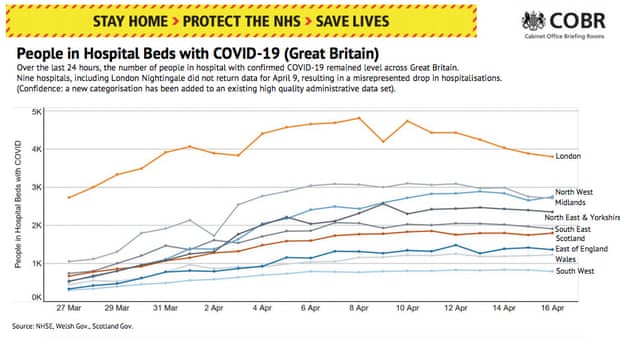 STAY HOME > PROTECT THE NHS > SAVE LIVES
COBR
Cabinet Office Briefing Rooms
People in Hospital Beds with COVID-19 (Great Britain)
Over the last 24 hours, the number of people in hospital with confirmed COVID-19 remained level across Great Britain.
Nine hospitals, including London Nightingale did not return data for April 9, resulting in a misrepresented drop in hospitalisations.
(Confidence: a new categorisation has been added to an existing high quality administrative data set).
People in Hospital Beds with COVID
5K
4K
3K
2K
1K
0K
London
North West
Midlands
North East & Yorkshire
South East
Scotland
East of England
Wales
South West
27 Mar 29 Mar 31 Mar 2 Apr 4 Apr 6 Apr 8 Apr 10 Apr 12 Apr 14 Apr 16 Apr
Source: NHSE, Welsh Gov., Scotland Gov.